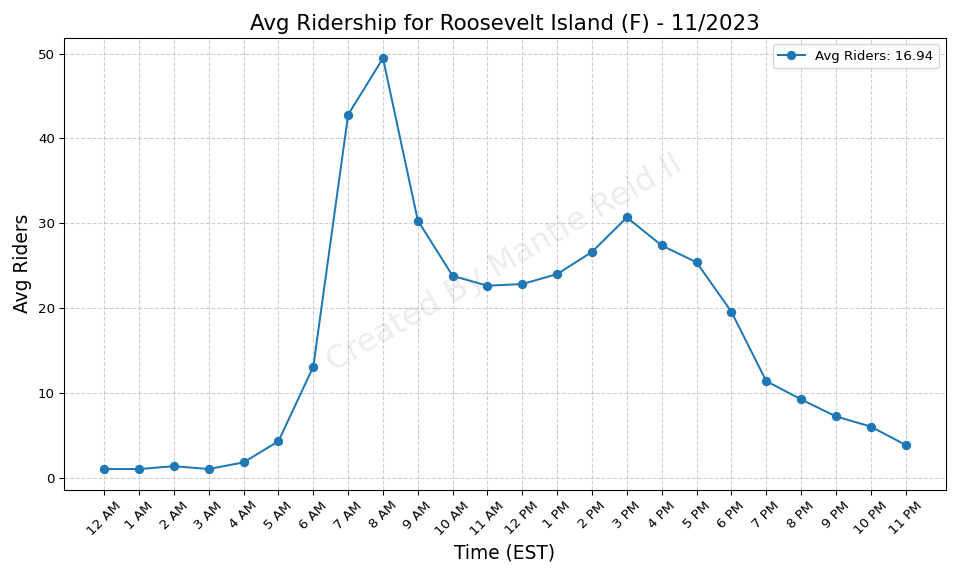 Avg Ridership for Roosevelt Island (F) - 11/2023
Avg Riders: 16.94
50
40
30
20
10
0
Avg Riders
Created By Mantie Reid II
12 AM
1 AM
2 AM
3 AM
4 AM
5 AM
6 AM
7 AM
8 AM
9 AM
10 AM
11 AM
12 PM
1 PM
2 PM
3 PM
4 PM
5 PM
6 PM
7 PM
8 PM
9 PM
10 PM
11 PM
Time (EST)